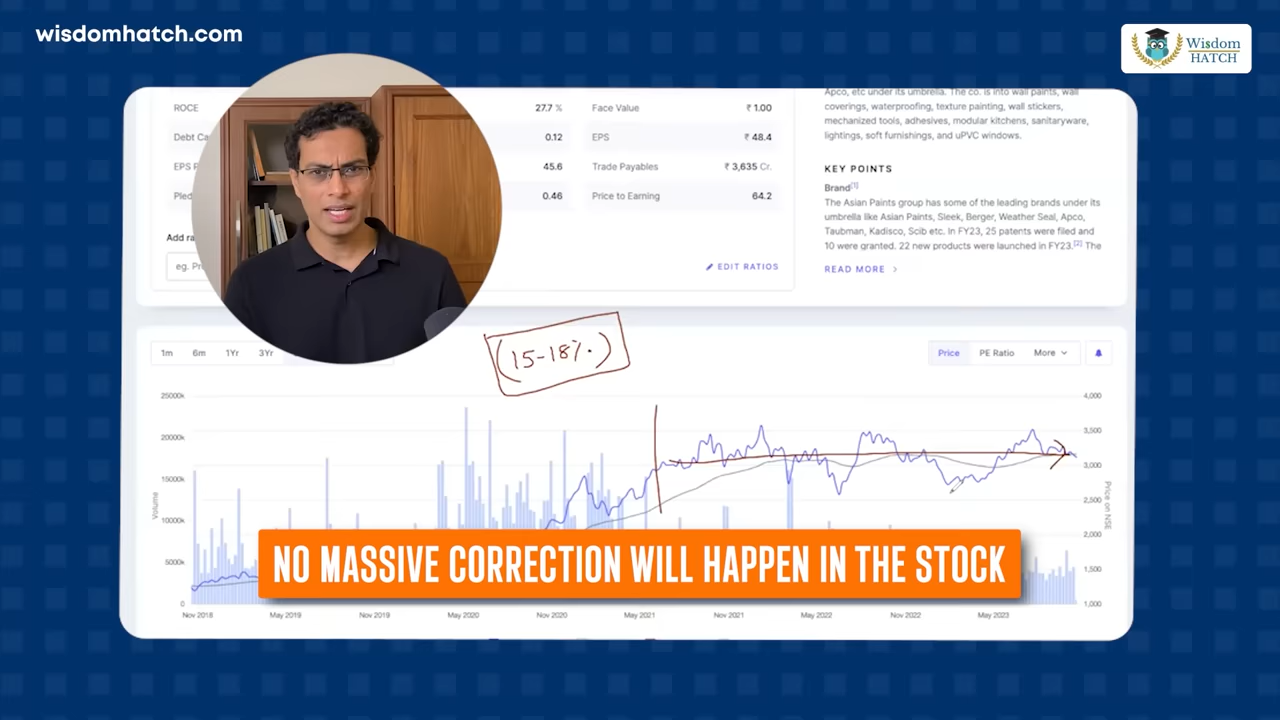 wisdomhatch.com
Wisdom
HATCH
ROCE
27.7 %
Face Value
₹ 1.00
Debt
0.12
EPS
₹ 48.4
EPS
45.6
Trade Payables
₹ 3,635 Cr.
0.46
Price to Earning
64.2
Add
eg.
EDIT RATIOS
Apco, etc under its umbrella. The co. is into wall paints, wall
coverings, waterproofing, texture painting, wall stickers,
mechanized tools, adhesives, modular kitchens, sanitaryware,
lightings, soft furnishings, and uPVC windows.
KEY POINTS
Brand[1]
The Asian Paints group has some of the leading brands under its
umbrella like Asian Paints, Sleek, Berger, Weather Seal, Apco,
Taubman, Kadisco, Scib etc. In FY23, 25 patents were filed and
10 were granted. 22 new products were launched in FY23.[2] The
READ MORE >
(15-18%.)
1m 6m 1Yr 3Yr
Price PE Ratio More
25000k
20000k
15000k
10000k
5000k
0
Volume
4,000
3,500
3,000
2,500
2,000
1,500
1,000
Price on NSE
NO MASSIVE CORRECTION WILL HAPPEN IN THE STOCK
Nov 2018 May 2019 Nov 2019 May 2020 Nov 2020 May 2021 Nov 2021 May 2022 Nov 2022 May 2023